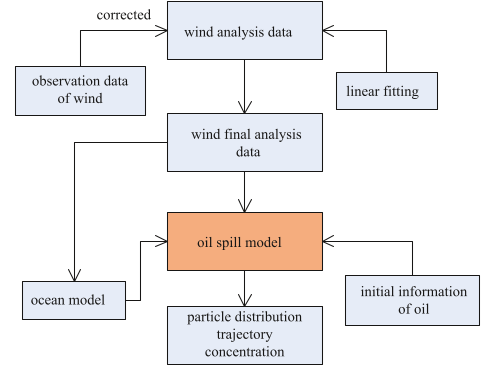 corrected
wind analysis data
observation data
of wind
linear fitting
wind final analysis
data
oil spill model
ocean model
initial information
of oil
particle distribution
trajectory
concentration